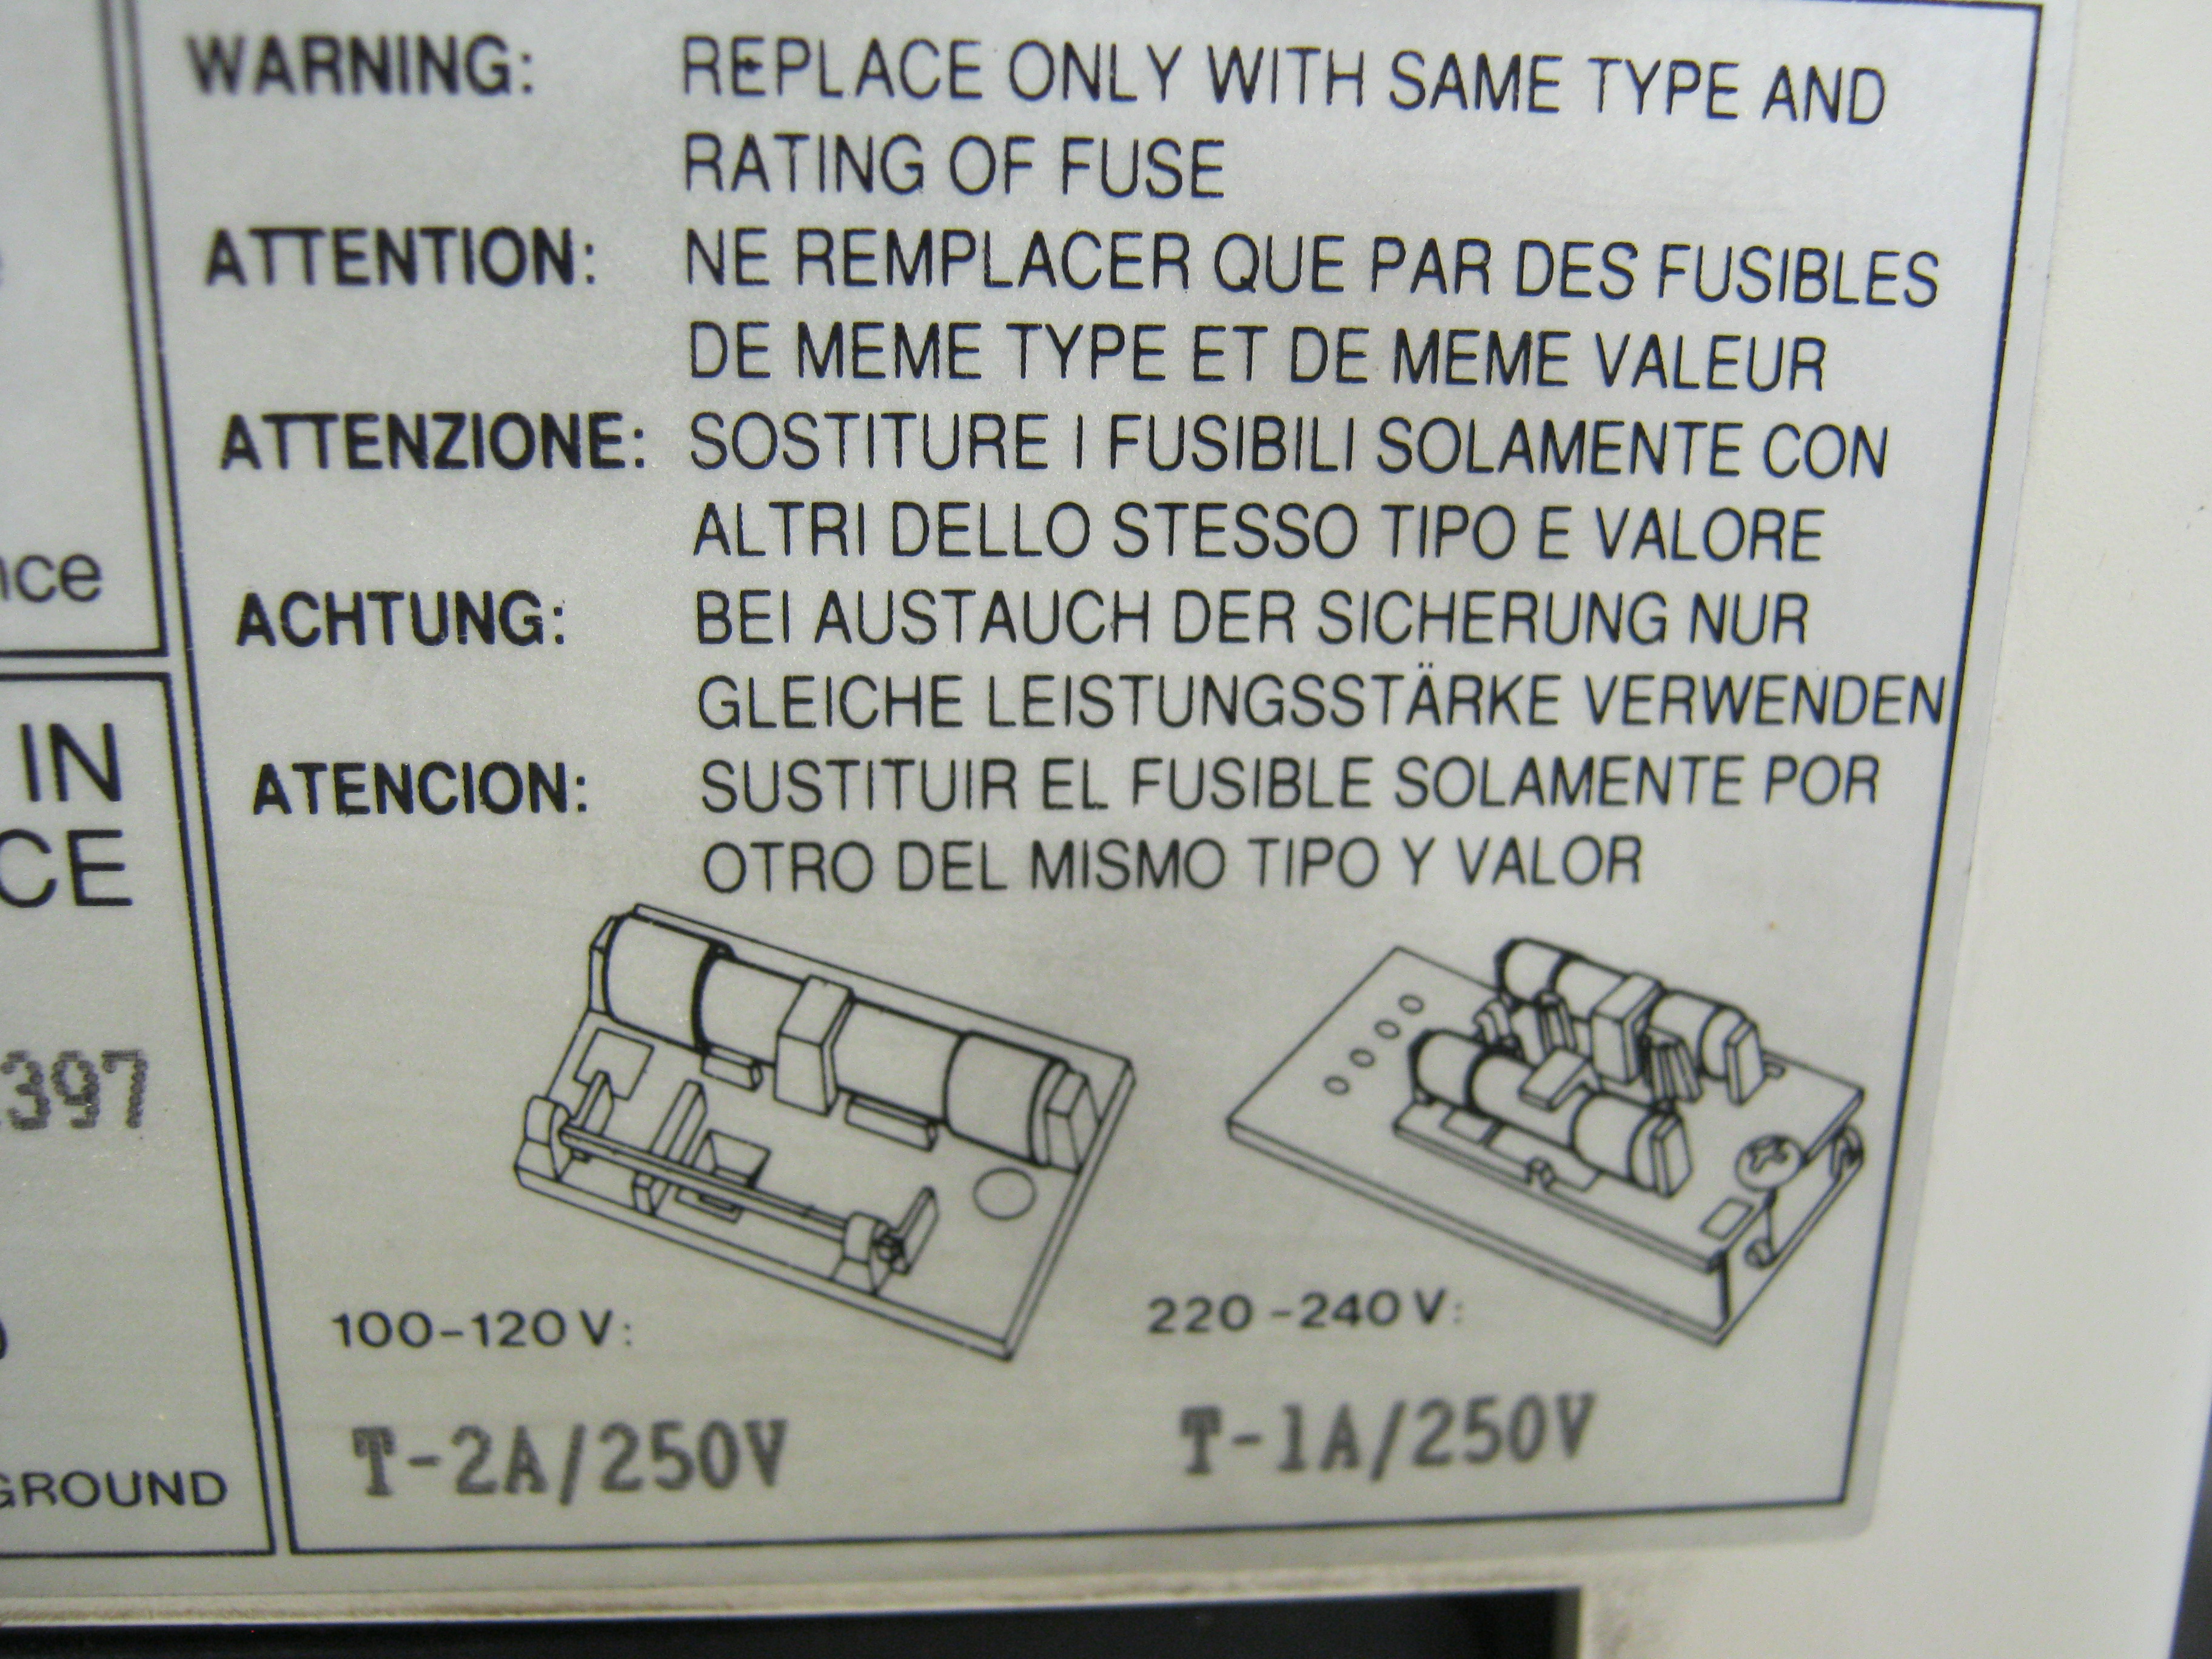 WARNING: REPLACE ONLY WITH SAME TYPE AND
RATING OF FUSE
ATTENTION: NE REMPLACER QUE PAR DES FUSIBLES
DE MEME TYPE ET DE MEME VALEUR
ATTENZIONE: SOSTITURE I FUSIBILI SOLAMENTE CON
ALTRI DELLO STESSO TIPO E VALORE
ACHTUNG: BEI AUSTAUCH DER SICHERUNG NUR
GLEICHE LEISTUNGSSTÄRKE VERWENDEN
ATENCION: SUSTITUIR EL FUSIBLE SOLAMENTE POR
OTRO DEL MISMO TIPO Y VALOR
100-120V:
T-2A/250V
220-240V:
T-1A/250V
IN
397
GROUND